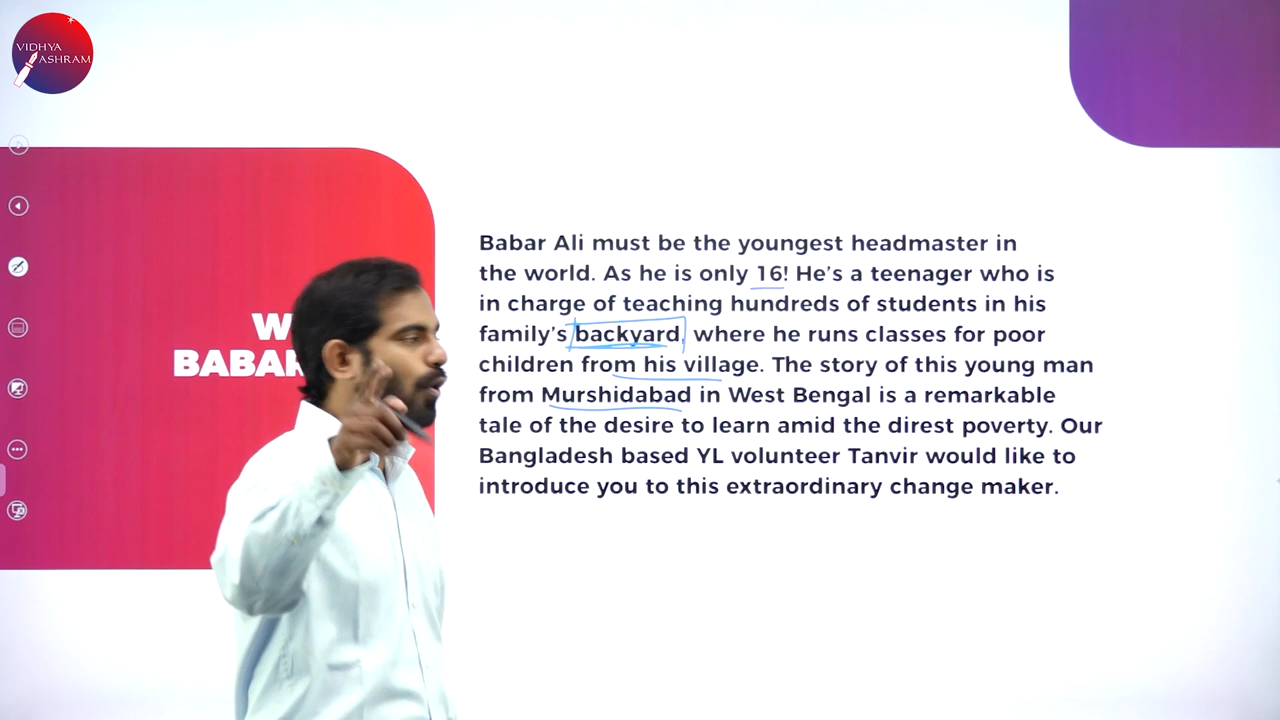 VIDHYA
ASHRAM
W
BABAR
Babar Ali must be the youngest headmaster in
the world. As he is only 16! He's a teenager who is
in charge of teaching hundreds of students in his
family's backyard, where he runs classes for poor
children from his village. The story of this young man
from Murshidabad in West Bengal is a remarkable
tale of the desire to learn amid the direst poverty. Our
Bangladesh based YL volunteer Tanvir would like to
introduce you to this extraordinary change maker.